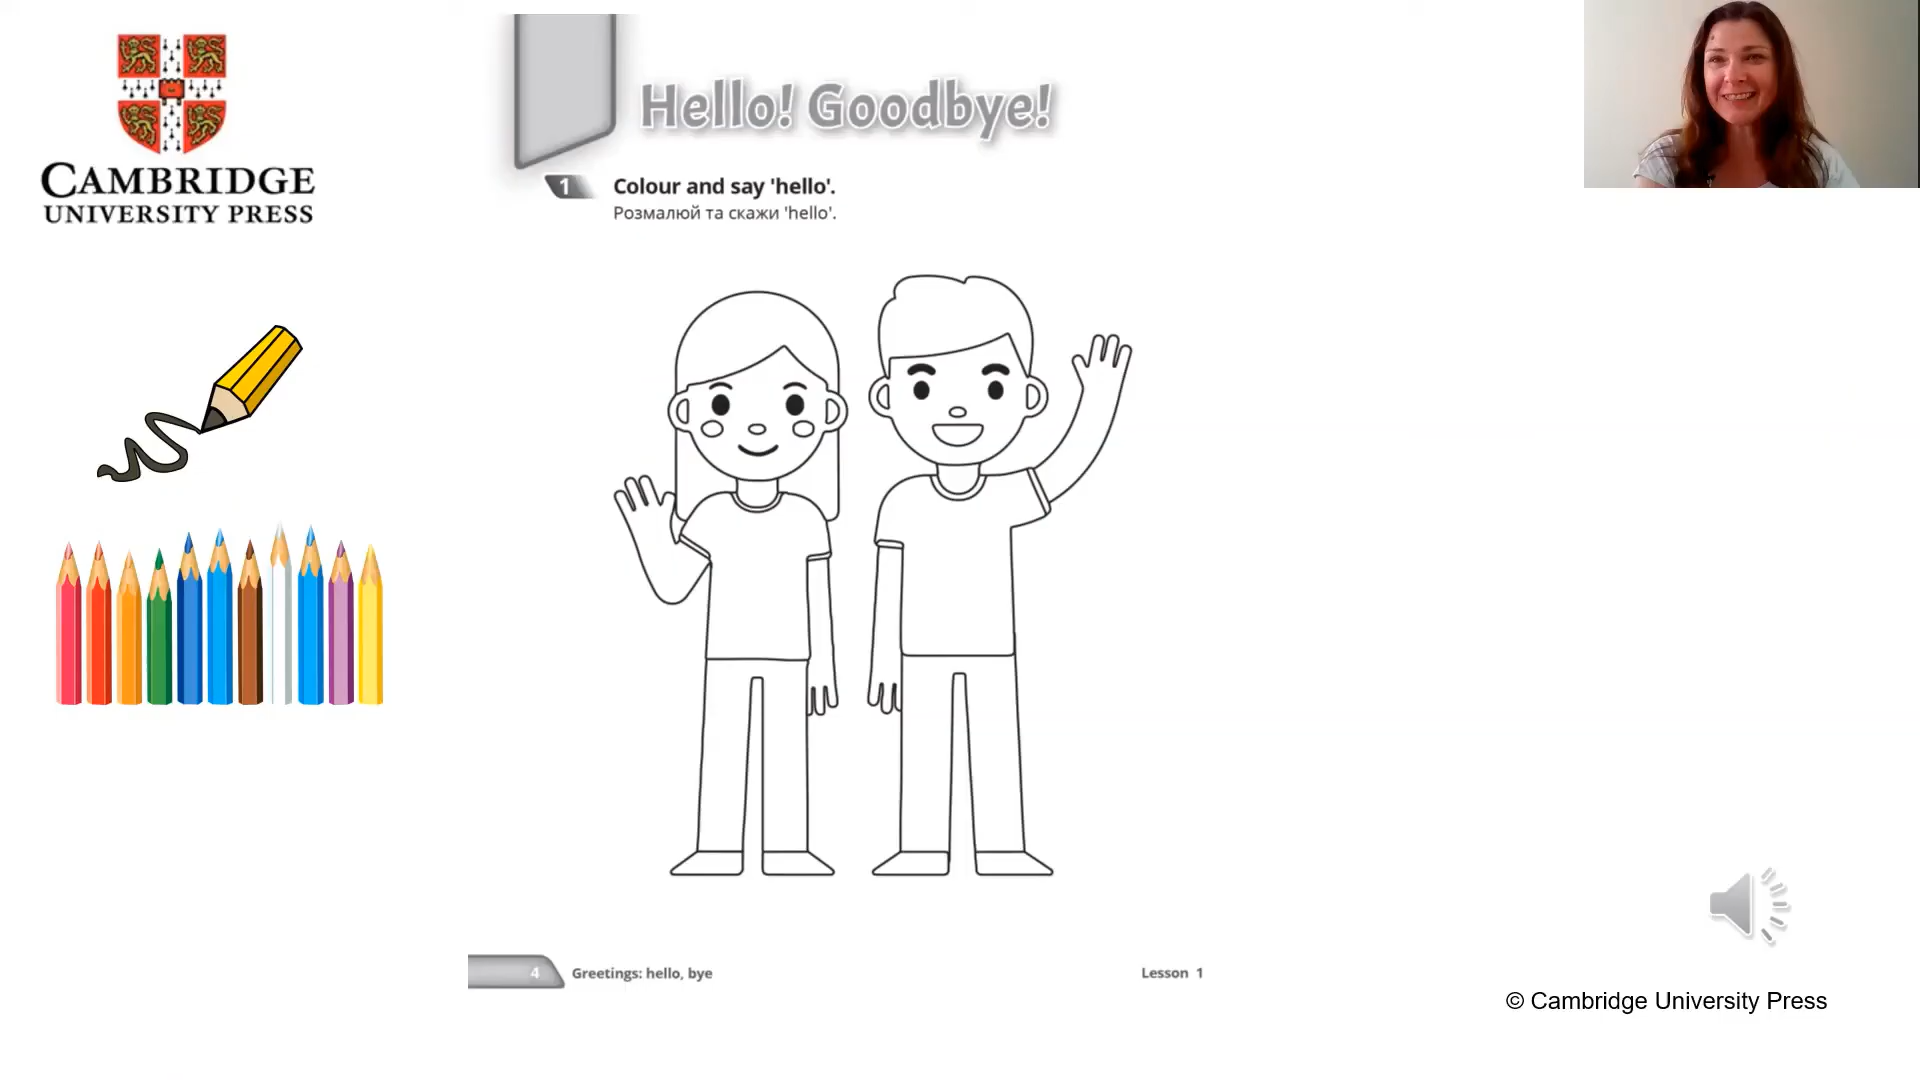 CAMBRIDGE
UNIVERSITY PRESS
Hello! Goodbye!
1 Colour and say 'hello'.
Розмалюй та скажи 'hello'.
4 Greetings: hello, bye
Lesson 1
© Cambridge University Press